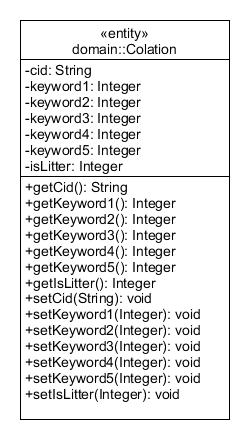 «entity»
domain::Colation
-cid: String
-keyword1: Integer
-keyword2: Integer
-keyword3: Integer
-keyword4: Integer
-keyword5: Integer
-isLitter: Integer
+getCid(): String
+getKeyword1(): Integer
+getKeyword2(): Integer
+getKeyword3(): Integer
+getKeyword4(): Integer
+getKeyword5(): Integer
+getIsLitter(): Integer
+setCid(String): void
+setKeyword1(Integer): void
+setKeyword2(Integer): void
+setKeyword3(Integer): void
+setKeyword4(Integer): void
+setKeyword5(Integer): void
+setIsLitter(Integer): void